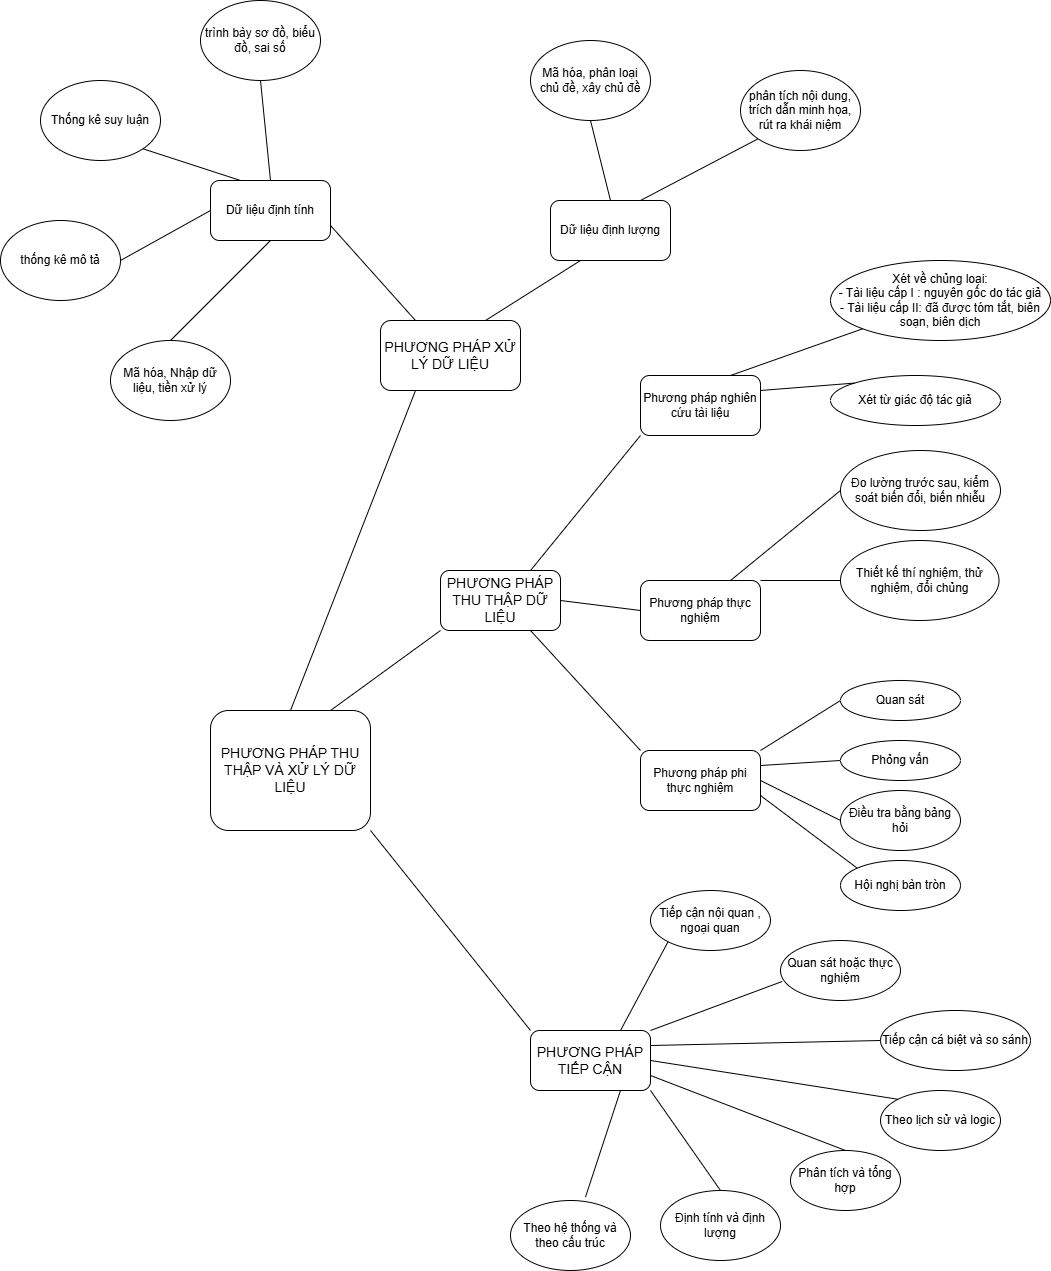 trình bày sơ đồ, biểu
đồ, sai số
Thống kê suy luận
Mã hóa, phân loại
chủ đề, xây chủ đề
phân tích nội dung,
trích dẫn minh họa,
rút ra khái niệm
Dữ liệu định tính
Dữ liệu định lượng
thống kê mô tả
Mã hóa, Nhập dữ
liệu, tiền xử lý
PHƯƠNG PHÁP XỬ
LÝ DỮ LIỆU
Xét về chủng loại:
- Tài liệu cấp I : nguyên gốc do tác giả
- Tài liệu cấp II: đã được tóm tắt, biên
soạn, biên dịch
Phương pháp nghiên
cứu tài liệu
Xét từ giác độ tác giả
Đo lường trước sau, kiểm
soát biến đổi, biến nhiễu
Thiết kế thí nghiệm, thử
nghiệm, đối chủng
PHƯƠNG PHÁP
THU THẬP DỮ
LIỆU
Phương pháp thực
nghiệm
Quan sát
Phỏng vấn
Phương pháp phi
thực nghiệm
Điều tra bằng bảng
hỏi
Hội nghị bàn tròn
PHƯƠNG PHÁP THU
THẬP VÀ XỬ LÝ DỮ
LIỆU
Tiếp cận nội quan ,
ngoại quan
Quan sát hoặc thực
nghiệm
Tiếp cận cá biệt và so sánh
PHƯƠNG PHÁP
TIẾP CẬN
Theo lịch sử và logic
Phân tích và tổng
hợp
Định tính và định
lượng
Theo hệ thống và
theo cấu trúc